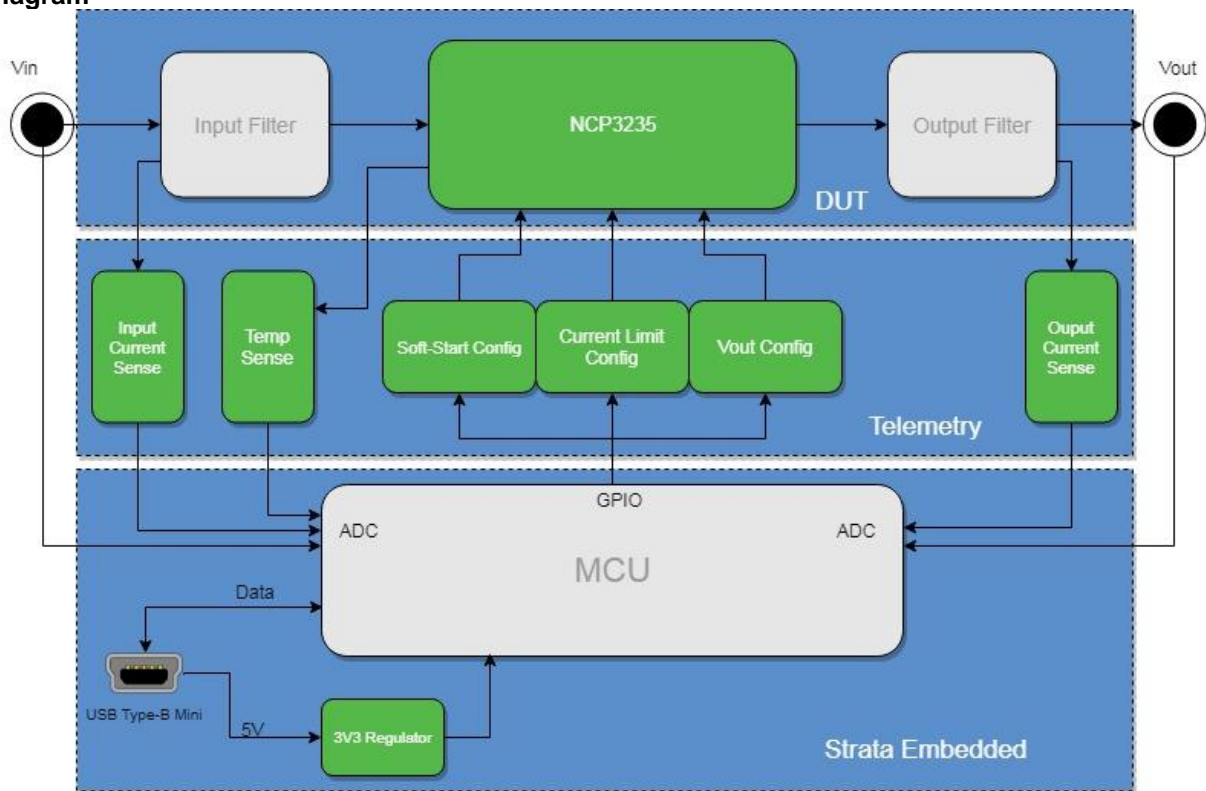 Vin
Vout
Input Filter
NCP3235
Output Filter
DUT
Input
Current
Sense
Temp
Sense
Soft-Start Config
Current Limit
Config
Vout Config
Ouput
Current
Sense
Telemetry
GPIO
ADC
ADC
MCU
Data
USB Type-B Mini
5V
3V3 Regulator
Strata Embedded